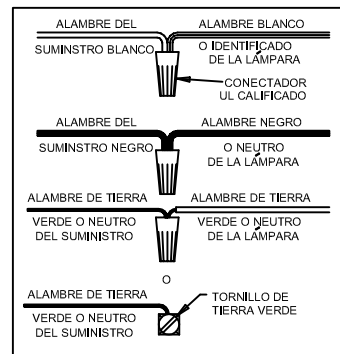 ALAMBRE DEL ALAMBRE BLANCO
SUMINSTRO BLANCO O IDENTIFICADO
DE LA LÁMPARA
CONECTADOR
UL CALIFICADO
ALAMBRE DEL ALAMBRE NEGRO
SUMINSTRO NEGRO O NEUTRO
DE LA LÁMPARA
ALAMBRE DE TIERRA ALAMBRE DE TIERRA
VERDE O NEUTRO VERDE O NEUTRO
DEL SUMINISTRO DE LA LÁMPARA
O
ALAMBRE DE TIERRA TORNILLO DE
TIERRA VERDE
VERDE O NEUTRO
DEL SUMINISTRO